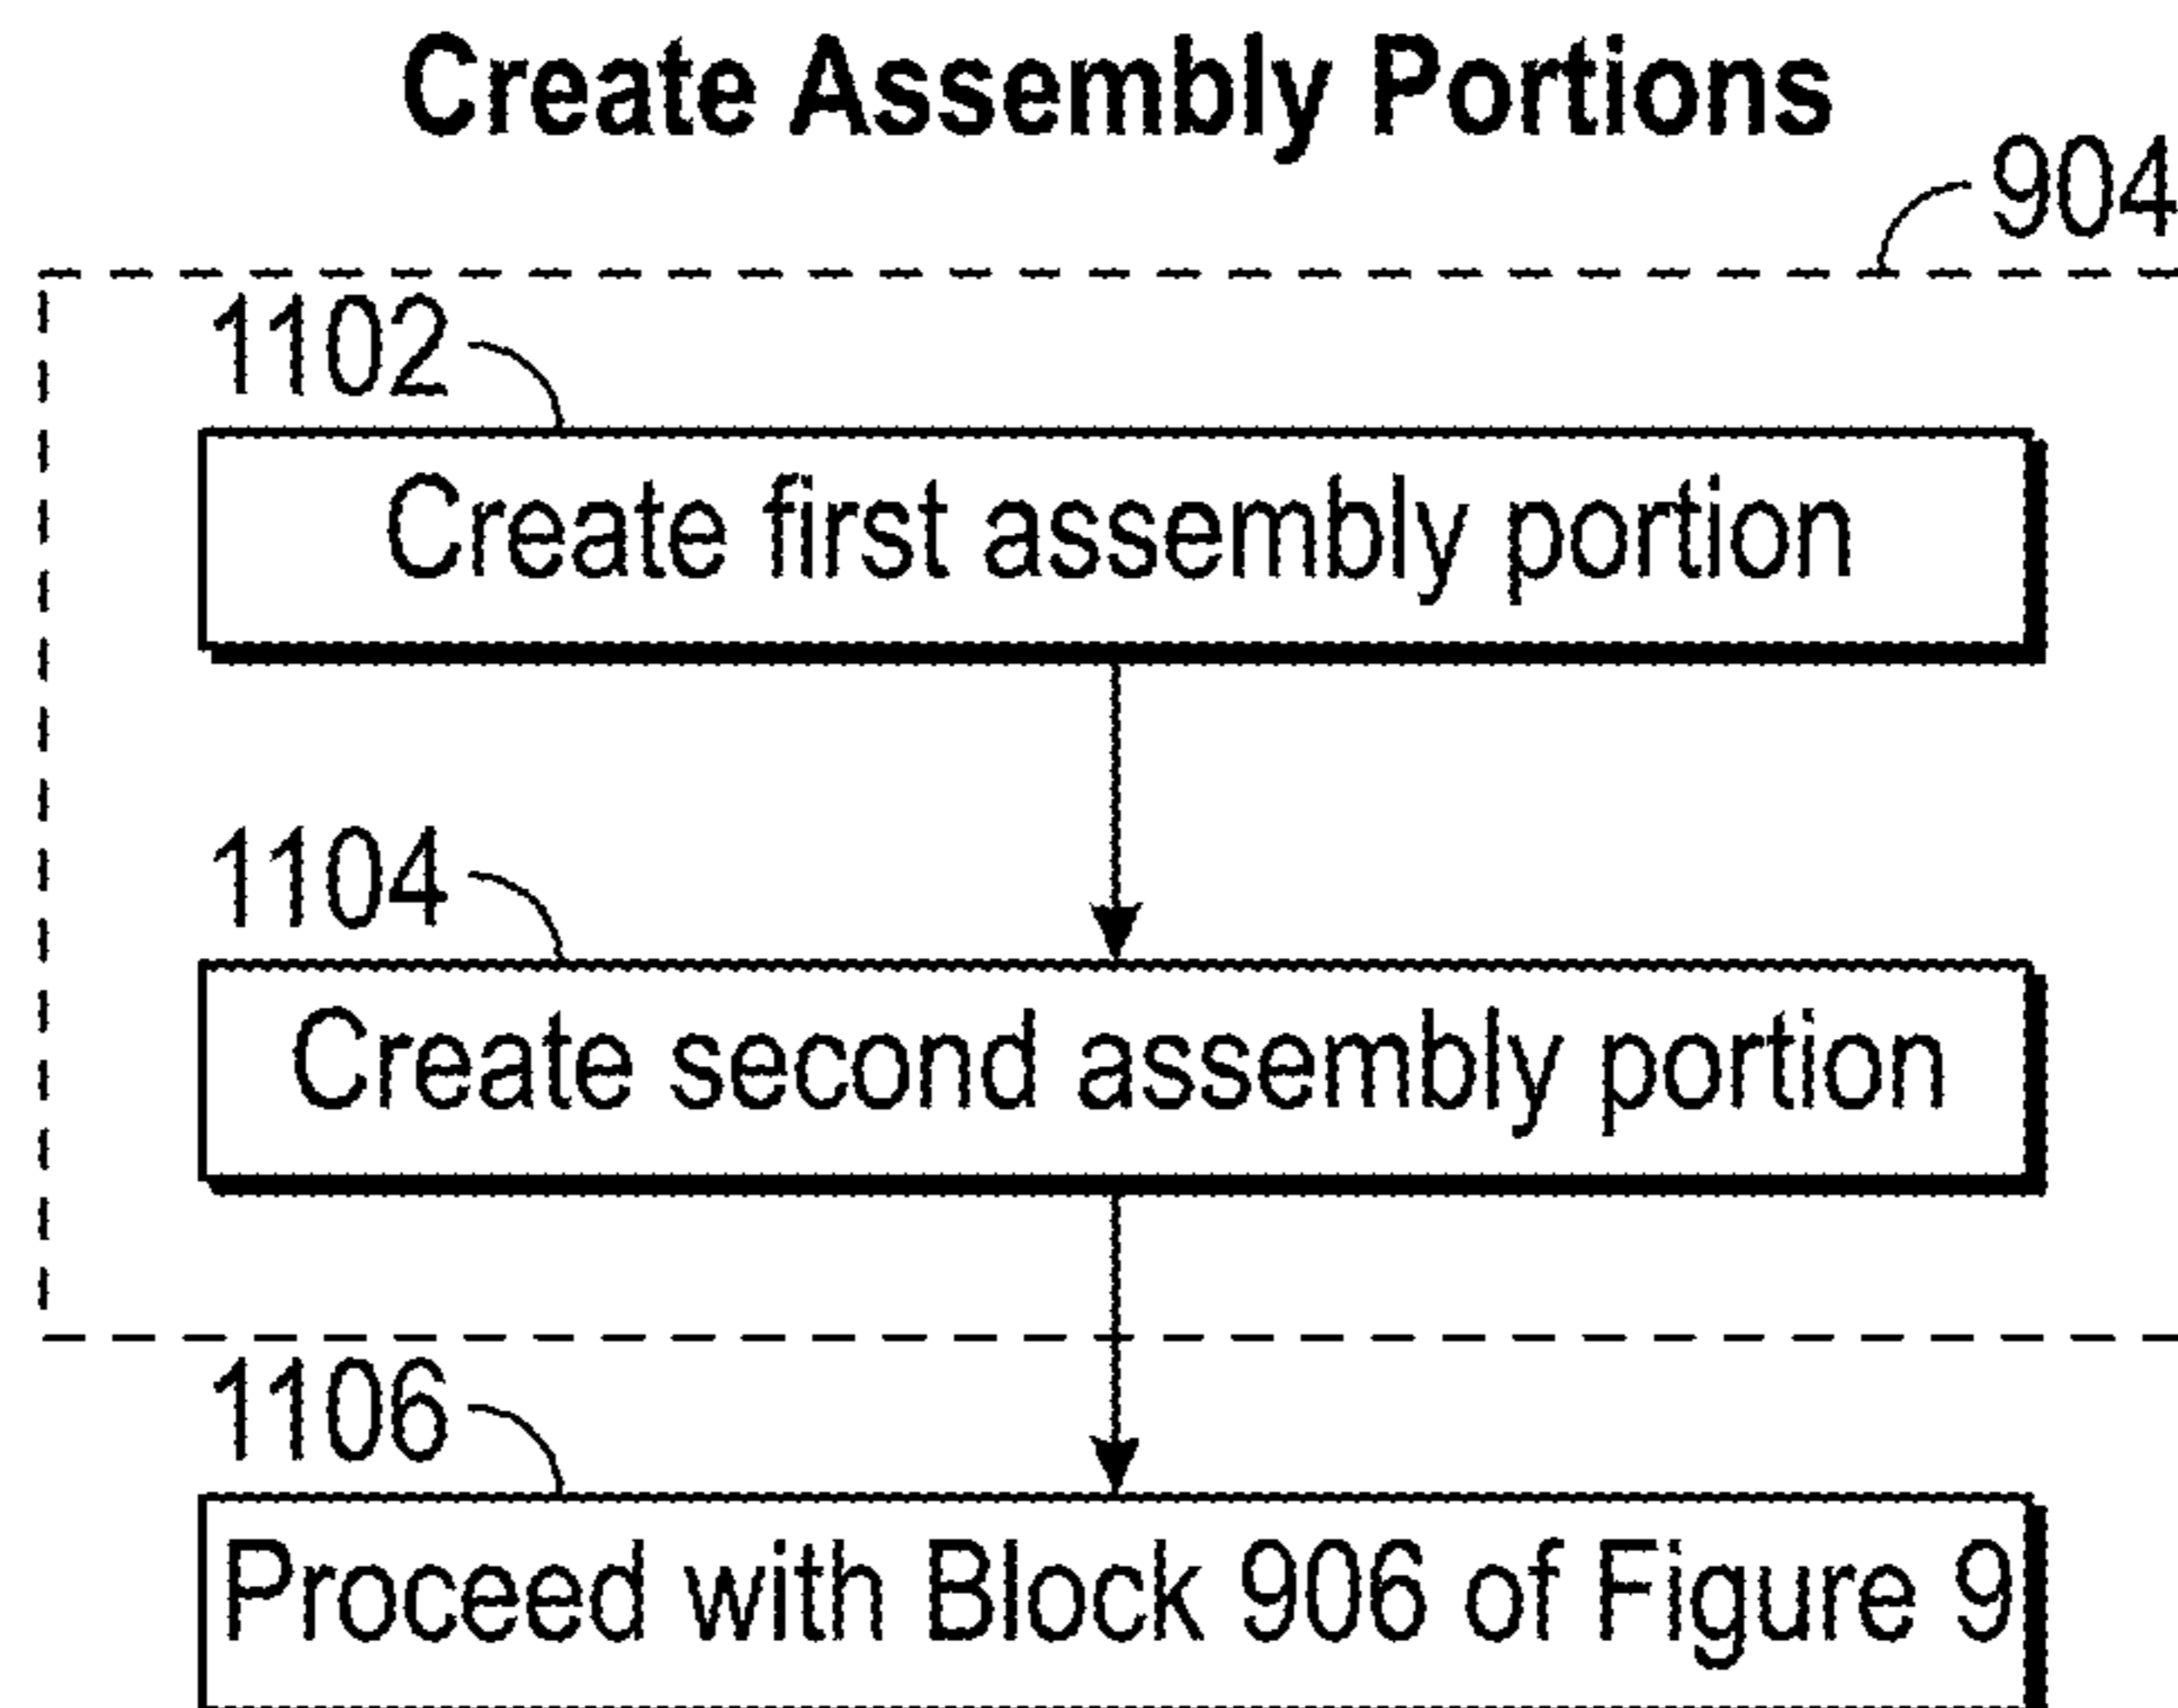 Create Assembly Portions
904
1102
Create first assembly portion
1104
Create second assembly portion
1106
Proceed with Block 906 of Figure 9